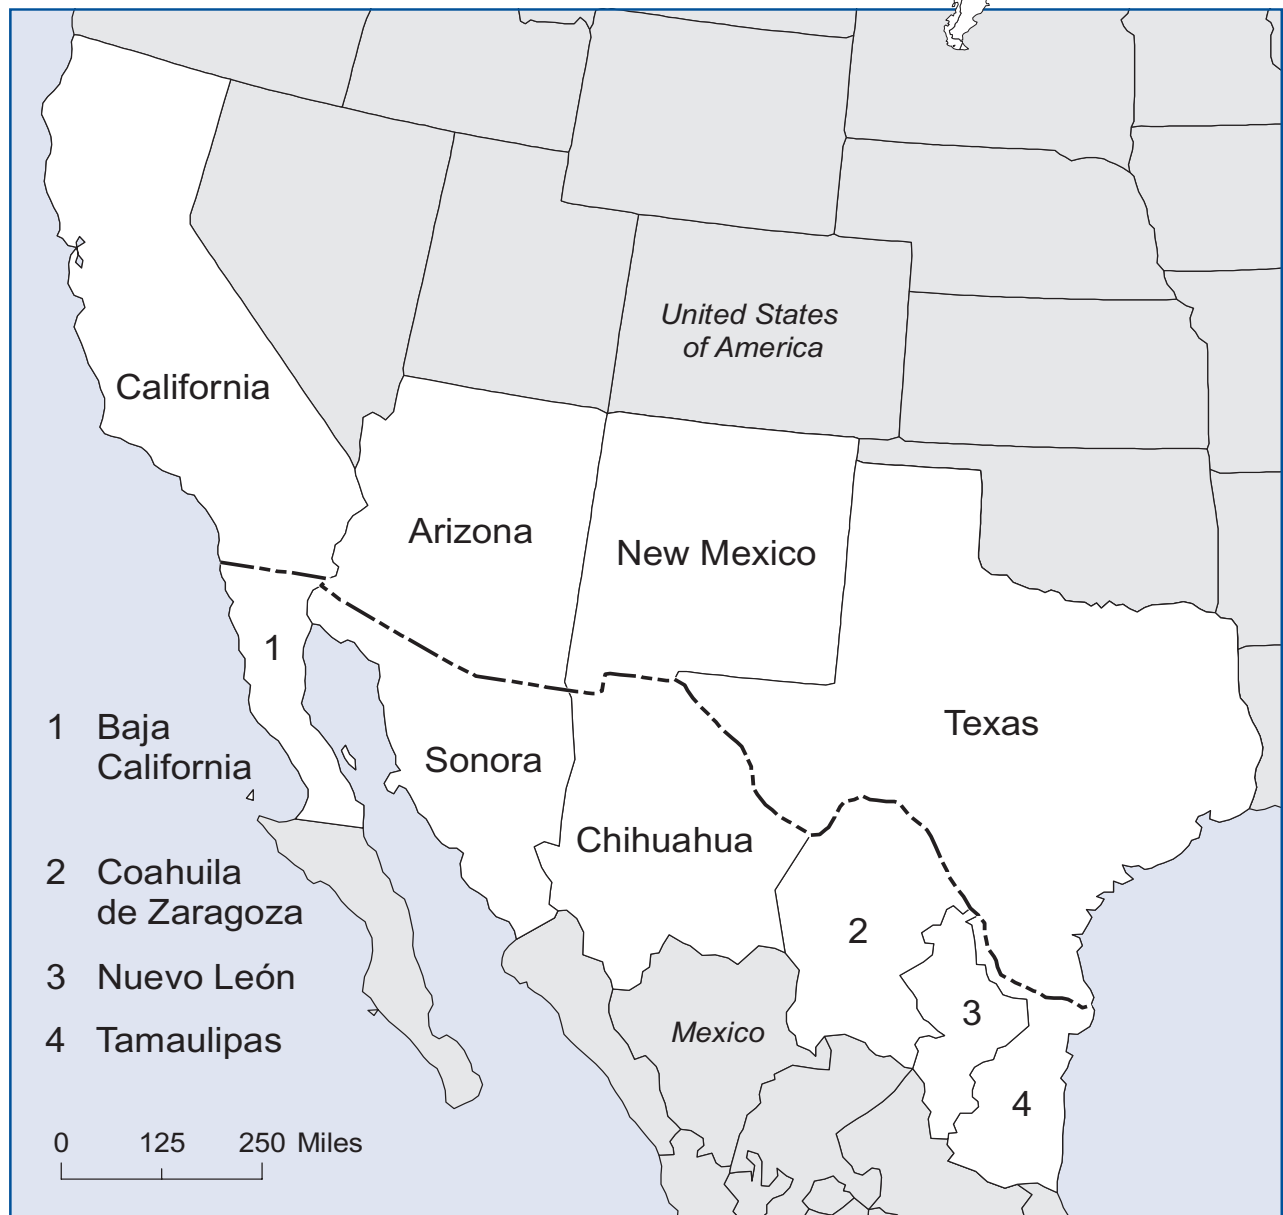 United States
of America
California
Arizona
New Mexico
1
Texas
1 Baja
California
Sonora
Chihuahua
2 Coahuila
de Zaragoza
2
3 Nuevo León
3
Mexico
4 Tamaulipas
4
0 125 250 Miles